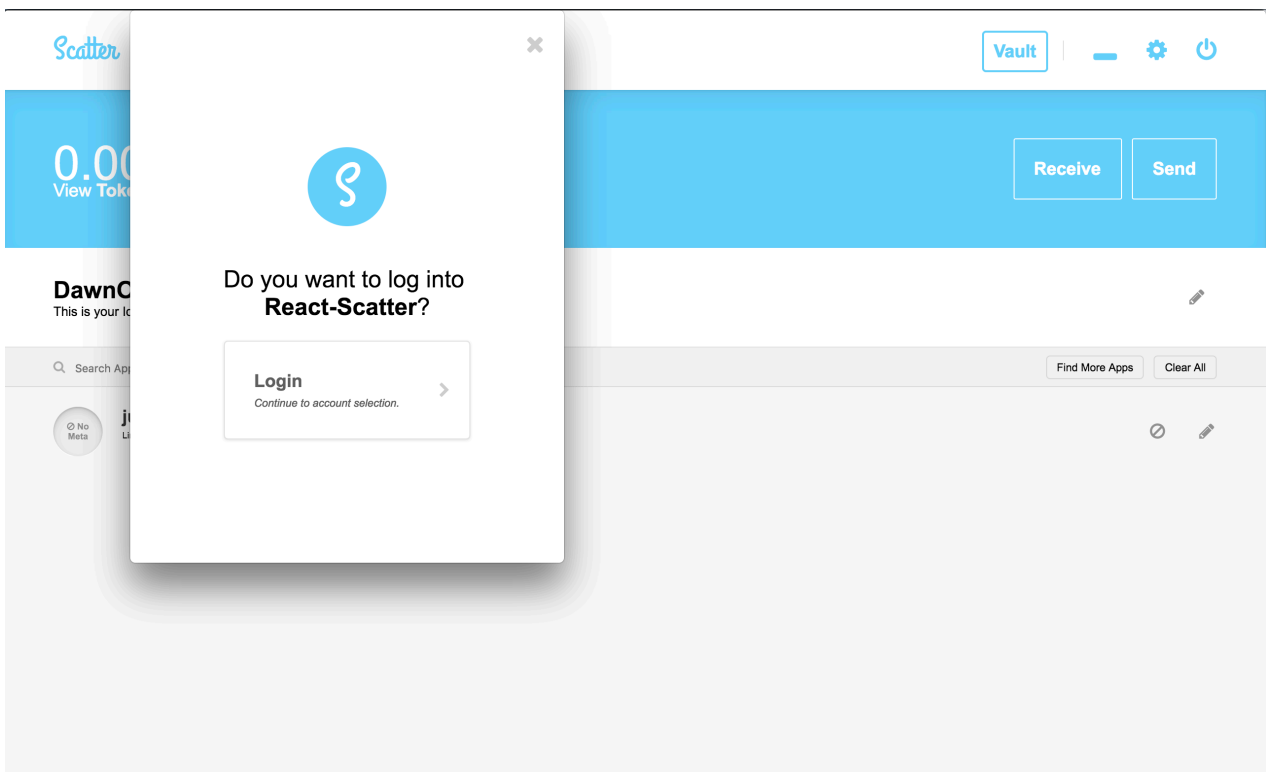 Scatter
Vault
0.00
View Toke
Receive
Send
Do you want to log into
React-Scatter?
DawnC
This is your lo
Login
Continue to account selection.
Search App
Find More Apps
Clear All
No
Meta